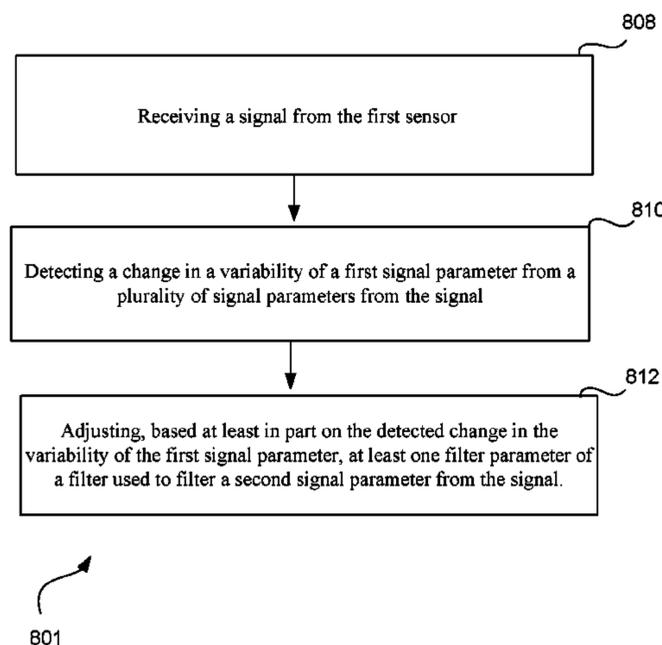 808
Receiving a signal from the first sensor
810
Detecting a change in a variability of a first signal parameter from a
plurality of signal parameters from the signal
812
Adjusting, based at least in part on the detected change in the
variability of the first signal parameter, at least one filter parameter of
a filter used to filter a second signal parameter from the signal.
801